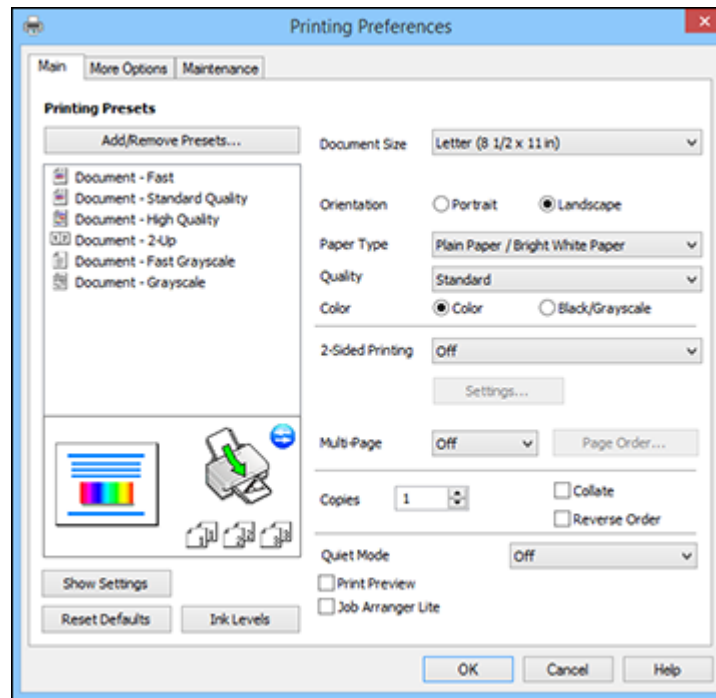 Printing Preferences
Main
More Options
Maintenance
Printing Presets
Add/Remove Presets...
Document - Fast
Document - Standard Quality
Document - High Quality
Document - 2-Up
Document - Fast Grayscale
Document - Grayscale
Show Settings
Reset Defaults
Ink Levels
Document Size
Letter (8 1/2 x 11 in)
Orientation
Portrait
Landscape
Paper Type
Plain Paper / Bright White Paper
Quality
Standard
Color
Color
Black/Grayscale
2-Sided Printing
Off
Settings...
Multi-Page
Off
Page Order...
Copies
1
Collate
Reverse Order
Quiet Mode
Off
Print Preview
Job Arranger Lite
OK
Cancel
Help